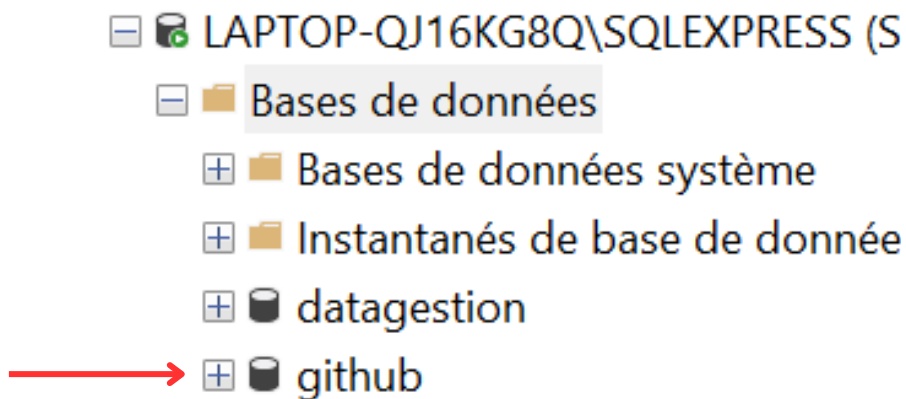 LAPTOP-QJ16KG8Q\SQLEXPRESS (S
Bases de données
Bases de données système
Instantanés de base de donnée
datagestion
github